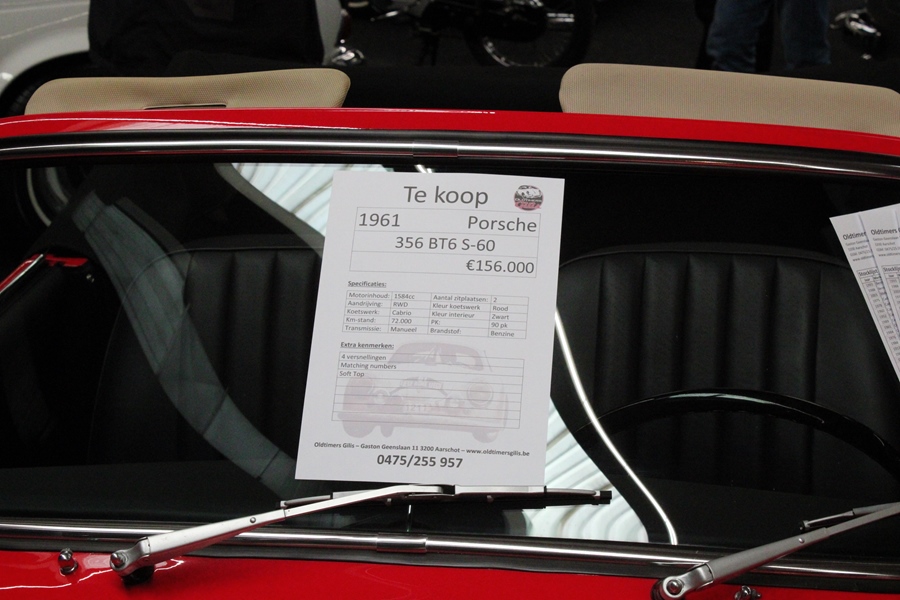 Te koop
1961 Porsche
356 BT6 S-60
€156.000
Specificaties:
Motorinhoud: 1584cc Aantal zitplaatsen: 2
Aandrijving: RWD Kleur koetswerk Rood
Koetswerk: Cabrio Kleur interieur Zwart
Km-stand: 72.000 PK: 90 pk
Transmissie: Manueel Brandstof: Benzine
Extra kenmerken:
4 versnellingen
Matching numbers
Soft Top
Oldtimers Gilis – Gaston Geenslaan 11 3200 Aarschot – www.oldtimersgilis.be
0475/255 957
Oldtimers
Oldtimers